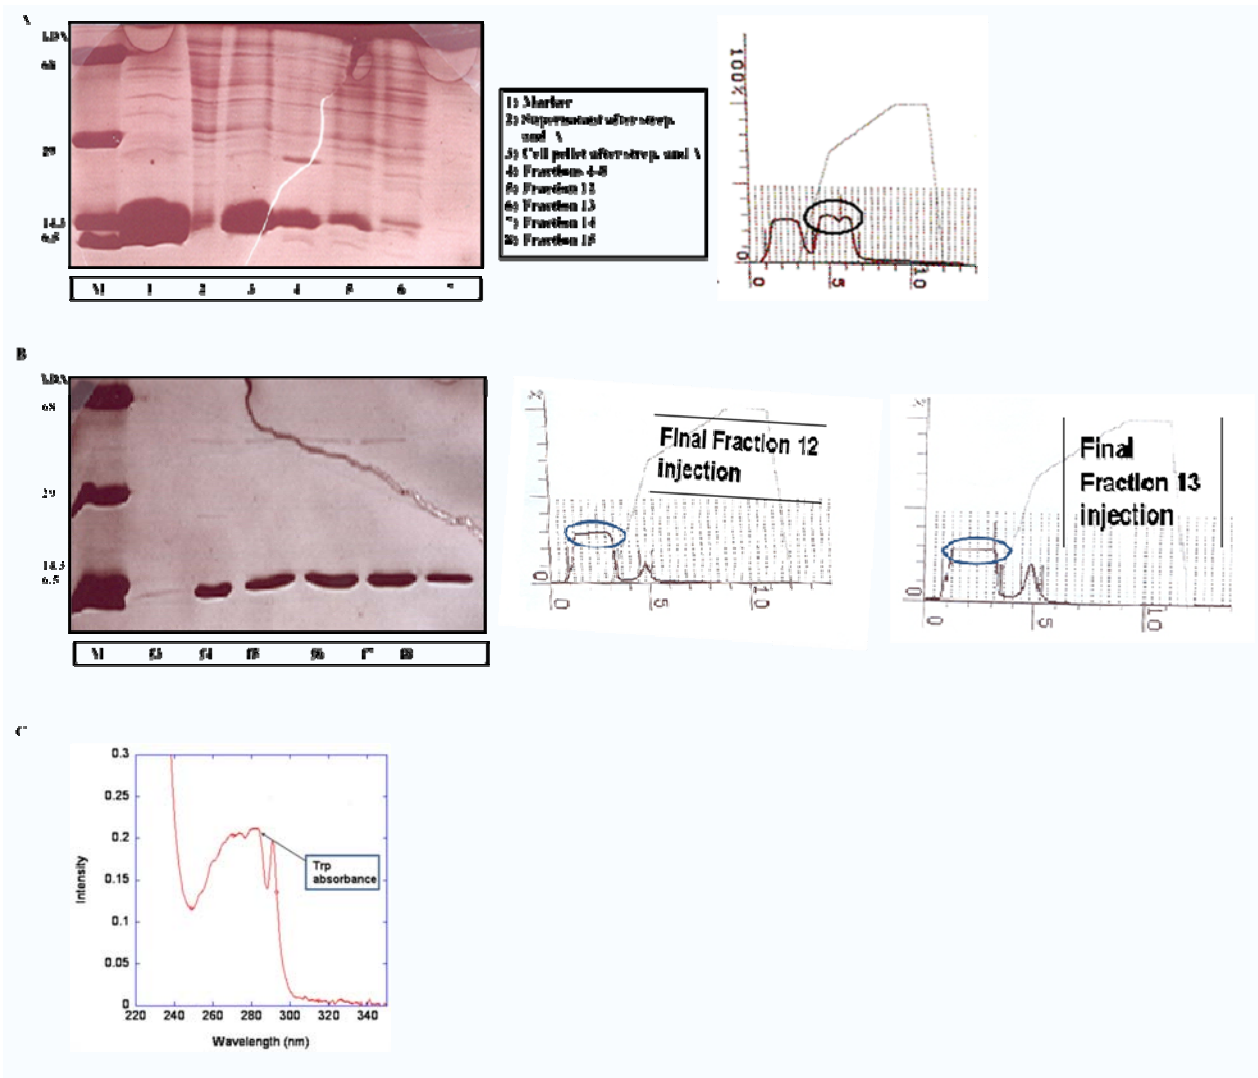 A
kDA
68
29
14.3
6.5
M 1 2 3 4 5 6 7
1) Marker
2) Supernatant after strep.
and A
3) Cell pellet after strep. and A
4) Fractions 4-8
5) Fraction 12
6) Fraction 13
7) Fraction 14
8) Fraction 15
100%
0
0 5 10
B
kDA
68
29
14.3
6.5
M f3 f4 f5 f6 f7 f8
%
0
0 5 10
Final Fraction 12
injection
%
0
0 5 10
Final
Fraction 13
injection
C
0.3
0.25
0.2
0.15
0.1
0.05
0
Intensity
Trp
absorbance
220 240 260 280 300 320 340
Wavelength (nm)